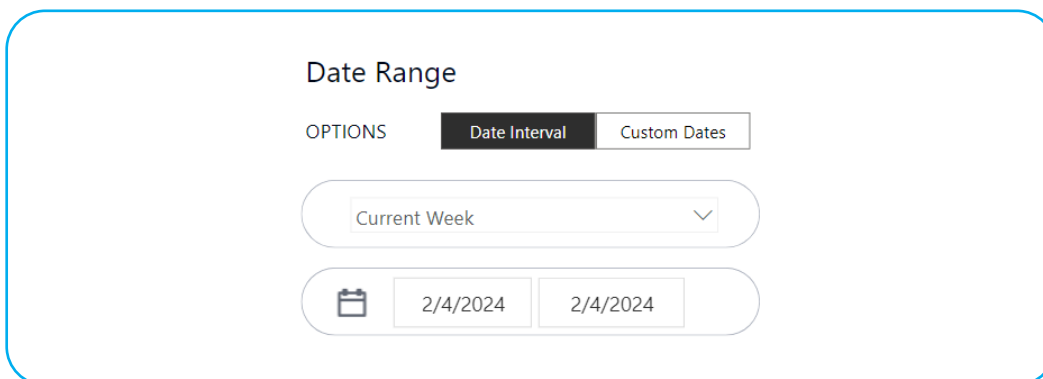 Date Range
OPTIONS Date Interval Custom Dates
Current Week
2/4/2024 2/4/2024